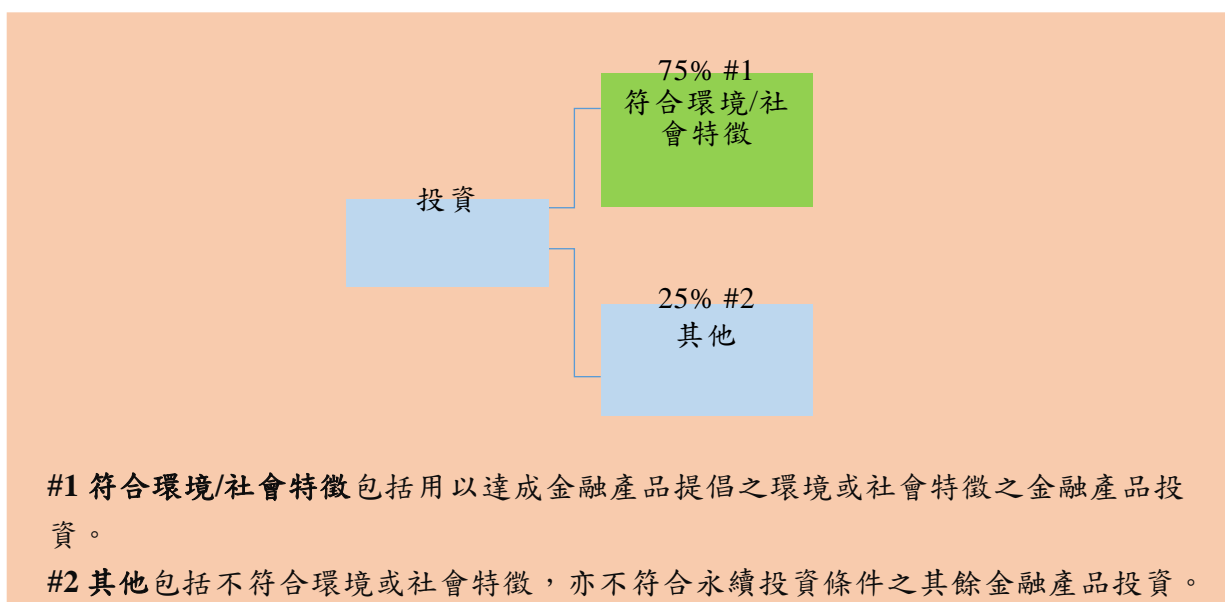 75% #1
符合環境/社
會特徵
投資
25% #2
其他
#1 符合環境/社會特徵包括用以達成金融產品提倡之環境或社會特徵之金融產品投
資。
#2 其他包括不符合環境或社會特徵，亦不符合永續投資條件之其餘金融產品投資。